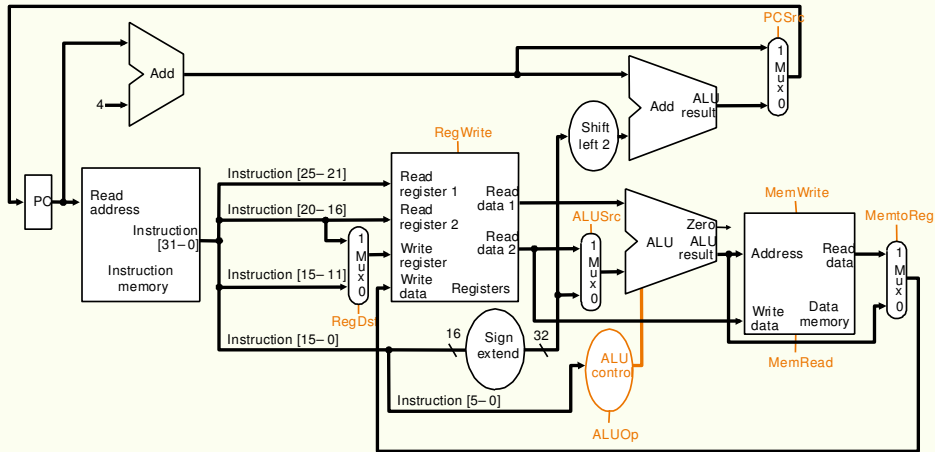 PCSrc
1
M
u
x
0
Add
4
Add
ALU
result
Shift
left 2
RegWrite
PC
Read
address
Instruction
[31–0]
Instruction
memory
Instruction [25–21]
Instruction [20–16]
Instruction [15–11]
Instruction [15–0]
Instruction [5–0]
1
M
u
x
0
RegDst
Read
register 1
Read
register 2
Write
register
Write
data
Read
data 1
Read
data 2
Registers
16
Sign
extend
32
ALUSrc
1
M
u
x
0
ALU
Zero
ALU
result
ALU
control
ALUOp
MemWrite
Address
Read
data
Write
data
Data
memory
MemRead
MemtoReg
1
M
u
x
0